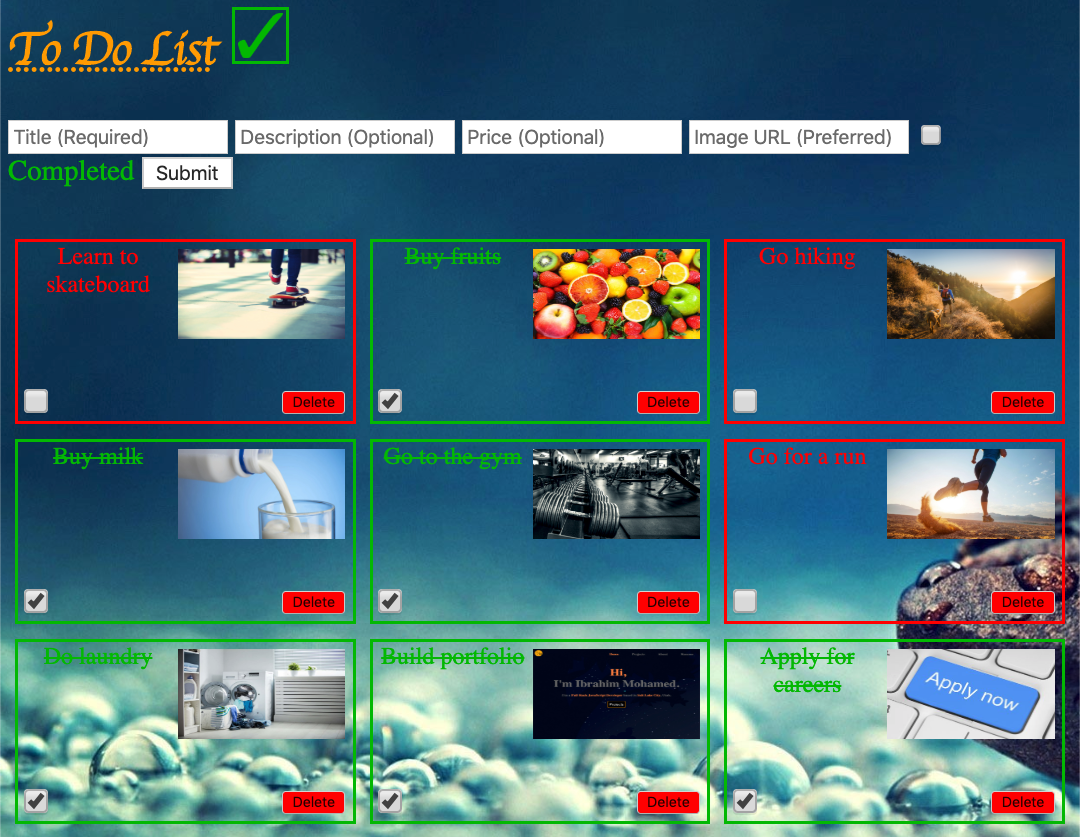 To Do List
Title (Required) Description (Optional) Price (Optional) Image URL (Preferred)
Completed Submit
Learn to
skateboard
Delete
Buy fruits
Delete
Go hiking
Delete
Buy milk
Delete
Go to the gym
Delete
Go for a run
Delete
Do laundry
Delete
Build portfolio
Hi,
I'm Ibrahim Mohamed.
Delete
Apply for
careers
Apply now
Delete